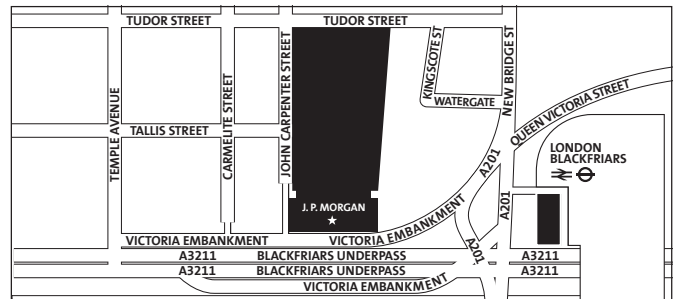 TUDOR STREET
TUDOR STREET
TEMPLE AVENUE
CARMELITE STREET
JOHN CARPENTER STREET
KINGSCOTE ST
NEW BRIDGE ST
WATERGATE
QUEEN VICTORIA STREET
TALLIS STREET
LONDON
BLACKFRIARS
A201
A201
J. P. MORGAN
VICTORIA EMBANKMENT
VICTORIA EMBANKMENT
A201
A3211 BLACKFRIARS UNDERPASS A3211
A3211 BLACKFRIARS UNDERPASS A3211
VICTORIA EMBANKMENT